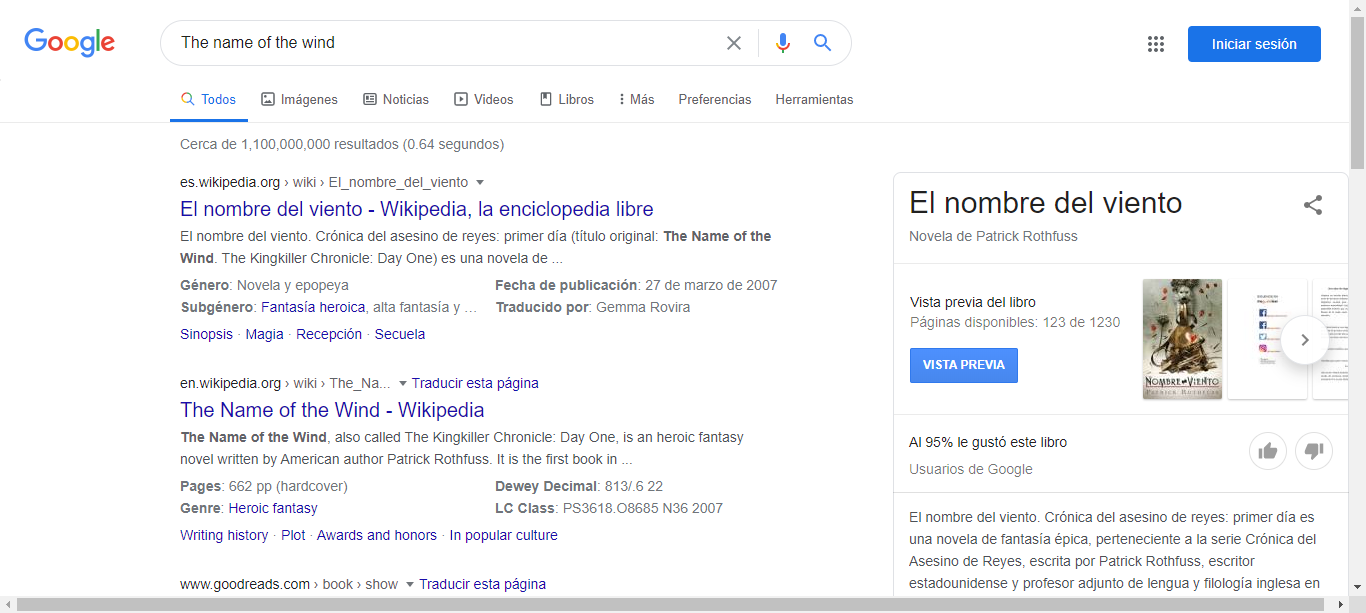 Google
The name of the wind
Iniciar sesión
Todos
Imágenes
Noticias
Videos
Libros
Más
Preferencias
Herramientas
Cerca de 1,100,000,000 resultados (0.64 segundos)
es.wikipedia.org › wiki › El_nombre_del_viento
El nombre del viento - Wikipedia, la enciclopedia libre
El nombre del viento. Crónica del asesino de reyes: primer día (título original: The Name of the
Wind. The Kingkiller Chronicle: Day One) es una novela de ...
Género: Novela y epopeya
Fecha de publicación: 27 de marzo de 2007
Subgénero: Fantasía heroica, alta fantasía y ...
Traducido por: Gemma Rovira
Sinopsis · Magia · Recepción · Secuela
en.wikipedia.org › wiki › The_Na... Traducir esta página
The Name of the Wind - Wikipedia
The Name of the Wind, also called The Kingkiller Chronicle: Day One, is an heroic fantasy
novel written by American author Patrick Rothfuss. It is the first book in ...
Pages: 662 pp (hardcover)
Dewey Decimal: 813/.6 22
Genre: Heroic fantasy
LC Class: PS3618.O8685 N36 2007
Writing history · Plot · Awards and honors · In popular culture
www.goodreads.com › book › show Traducir esta página
El nombre del viento
Novela de Patrick Rothfuss
Vista previa del libro
Páginas disponibles: 123 de 1230
VISTA PREVIA
NOMBRE DEL VIENTO
PATRICK ROTHFUSS
Al 95% le gustó este libro
Usuarios de Google
El nombre del viento. Crónica del asesino de reyes: primer día es
una novela de fantasía épica, perteneciente a la serie Crónica del
Asesino de Reyes, escrita por Patrick Rothfuss, escritor
estadounidense y profesor adjunto de lengua y filología inglesa en